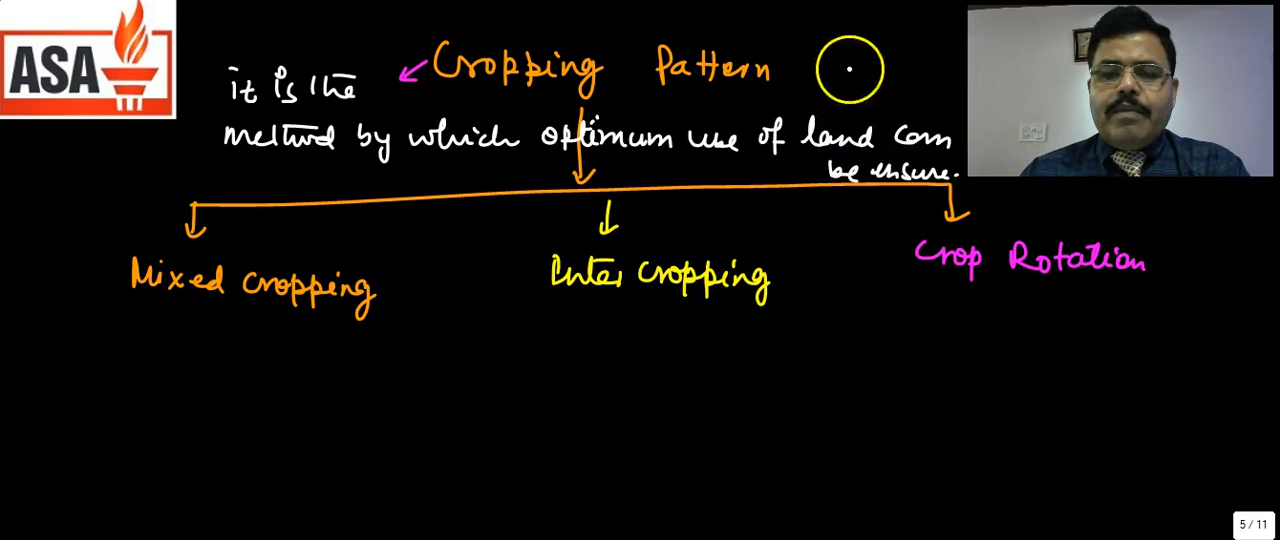 ASA
Cropping Pattern
it is the
method by which optimum use of land can
be ensure.
Mixed Cropping
Inter Cropping
Crop Rotation
5 / 11